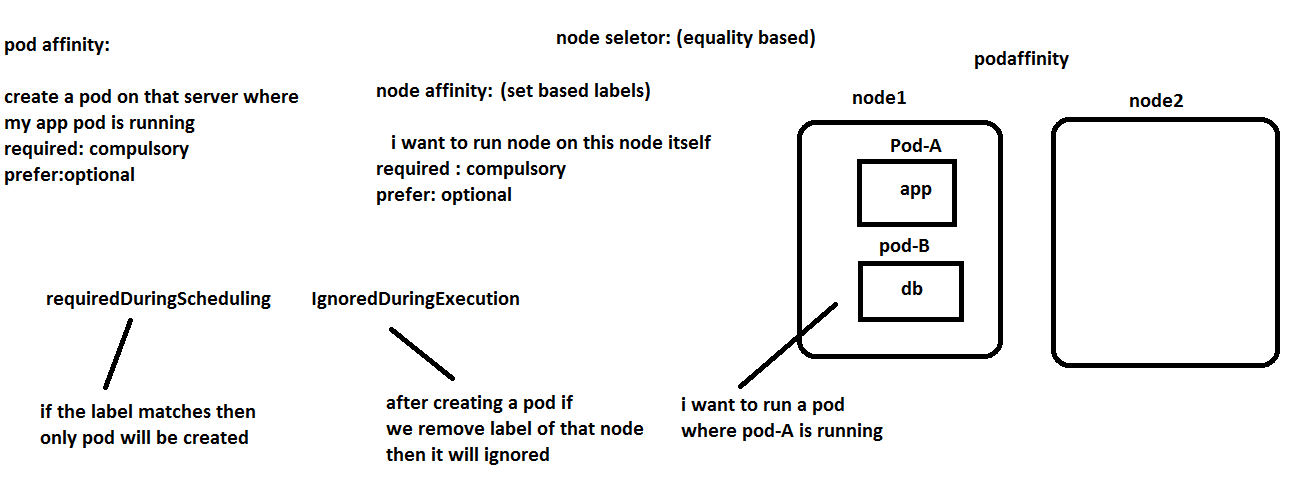 pod affinity:
create a pod on that server where
my app pod is running
required: compulsory
prefer:optional
node seletor: (equality based)
node affinity: (set based labels)
i want to run node on this node itself
required : compulsory
prefer: optional
podaffinity
node1
node2
Pod-A
app
pod-B
db
requiredDuringScheduling
IgnoredDuringExecution
if the label matches then
only pod will be created
after creating a pod if
we remove label of that node
then it will ignored
i want to run a pod
where pod-A is running